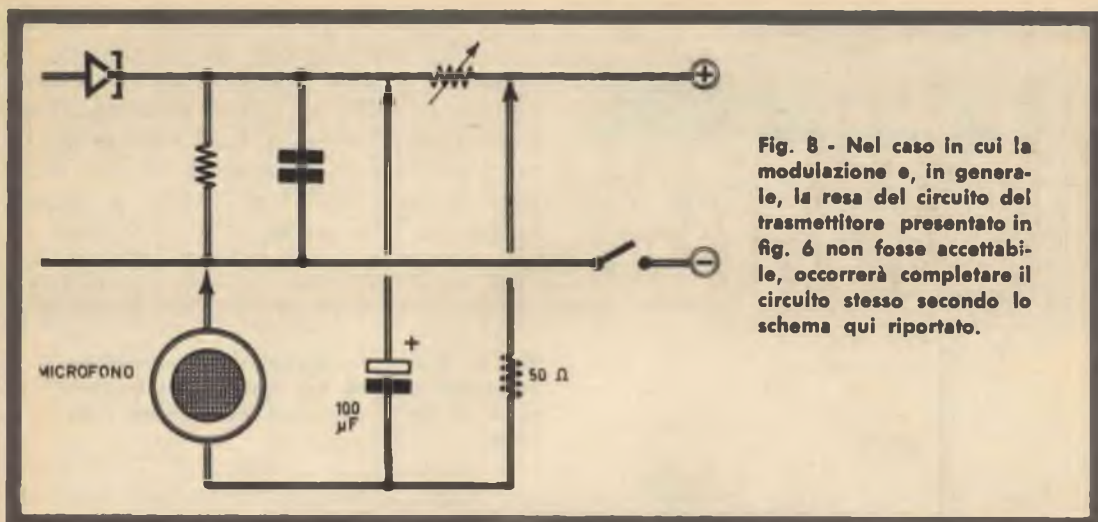 +
−
Fig. 8 - Nel caso in cui la
modulazione e, in genera-
le, la resa del circuito del
trasmettitore presentato in
fig. 6 non fosse accettabi-
le, occorrerà completare il
circuito stesso secondo lo
schema qui riportato.
MICROFONO
+
100
µF
50 Ω